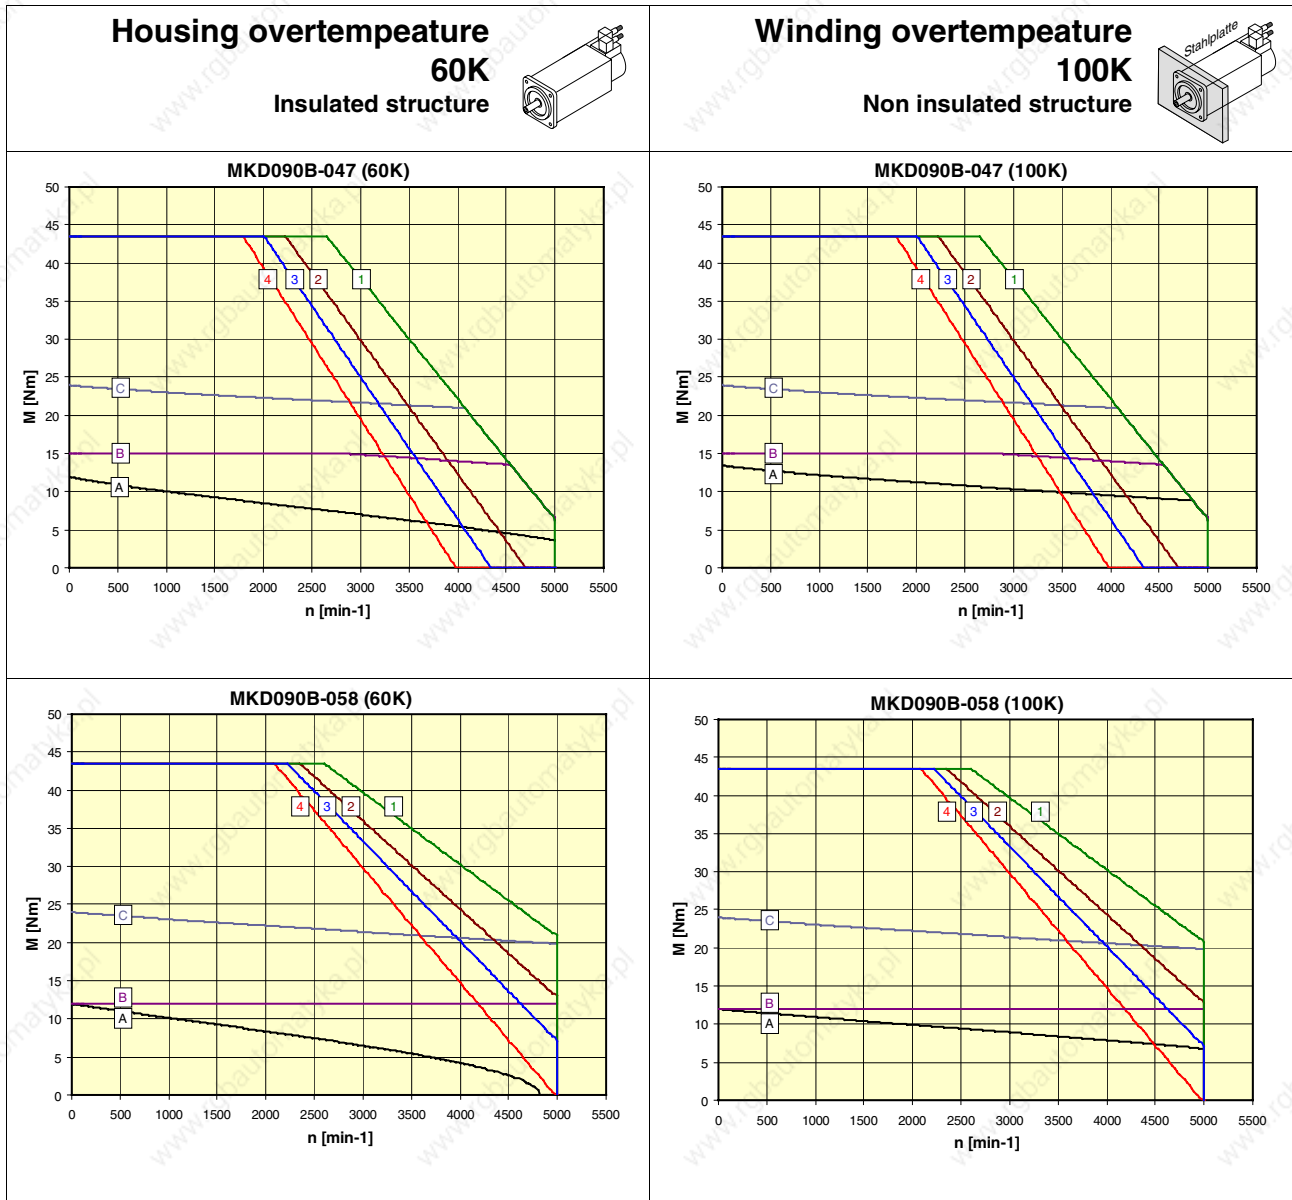 Housing overtempeature
60K
Insulated structure
Winding overtempeature
100K
Non insulated structure
Stahlplatte
MKD090B-047 (60K)
50
45
40
35
30
25
20
15
10
5
0
M [Nm]
4
3
2
1
C
B
A
0 500 1000 1500 2000 2500 3000 3500 4000 4500 5000 5500
n [min-1]
MKD090B-047 (100K)
50
45
40
35
30
25
20
15
10
5
0
M [Nm]
4
3
2
1
C
B
A
0 500 1000 1500 2000 2500 3000 3500 4000 4500 5000 5500
n [min-1]
MKD090B-058 (60K)
50
45
40
35
30
25
20
15
10
5
0
M [Nm]
4
3
2
1
C
B
A
0 500 1000 1500 2000 2500 3000 3500 4000 4500 5000 5500
n [min-1]
MKD090B-058 (100K)
50
45
40
35
30
25
20
15
10
5
0
M [Nm]
4
3
2
1
C
B
A
0 500 1000 1500 2000 2500 3000 3500 4000 4500 5000 5500
n [min-1]
www.rgbautomatyka.pl